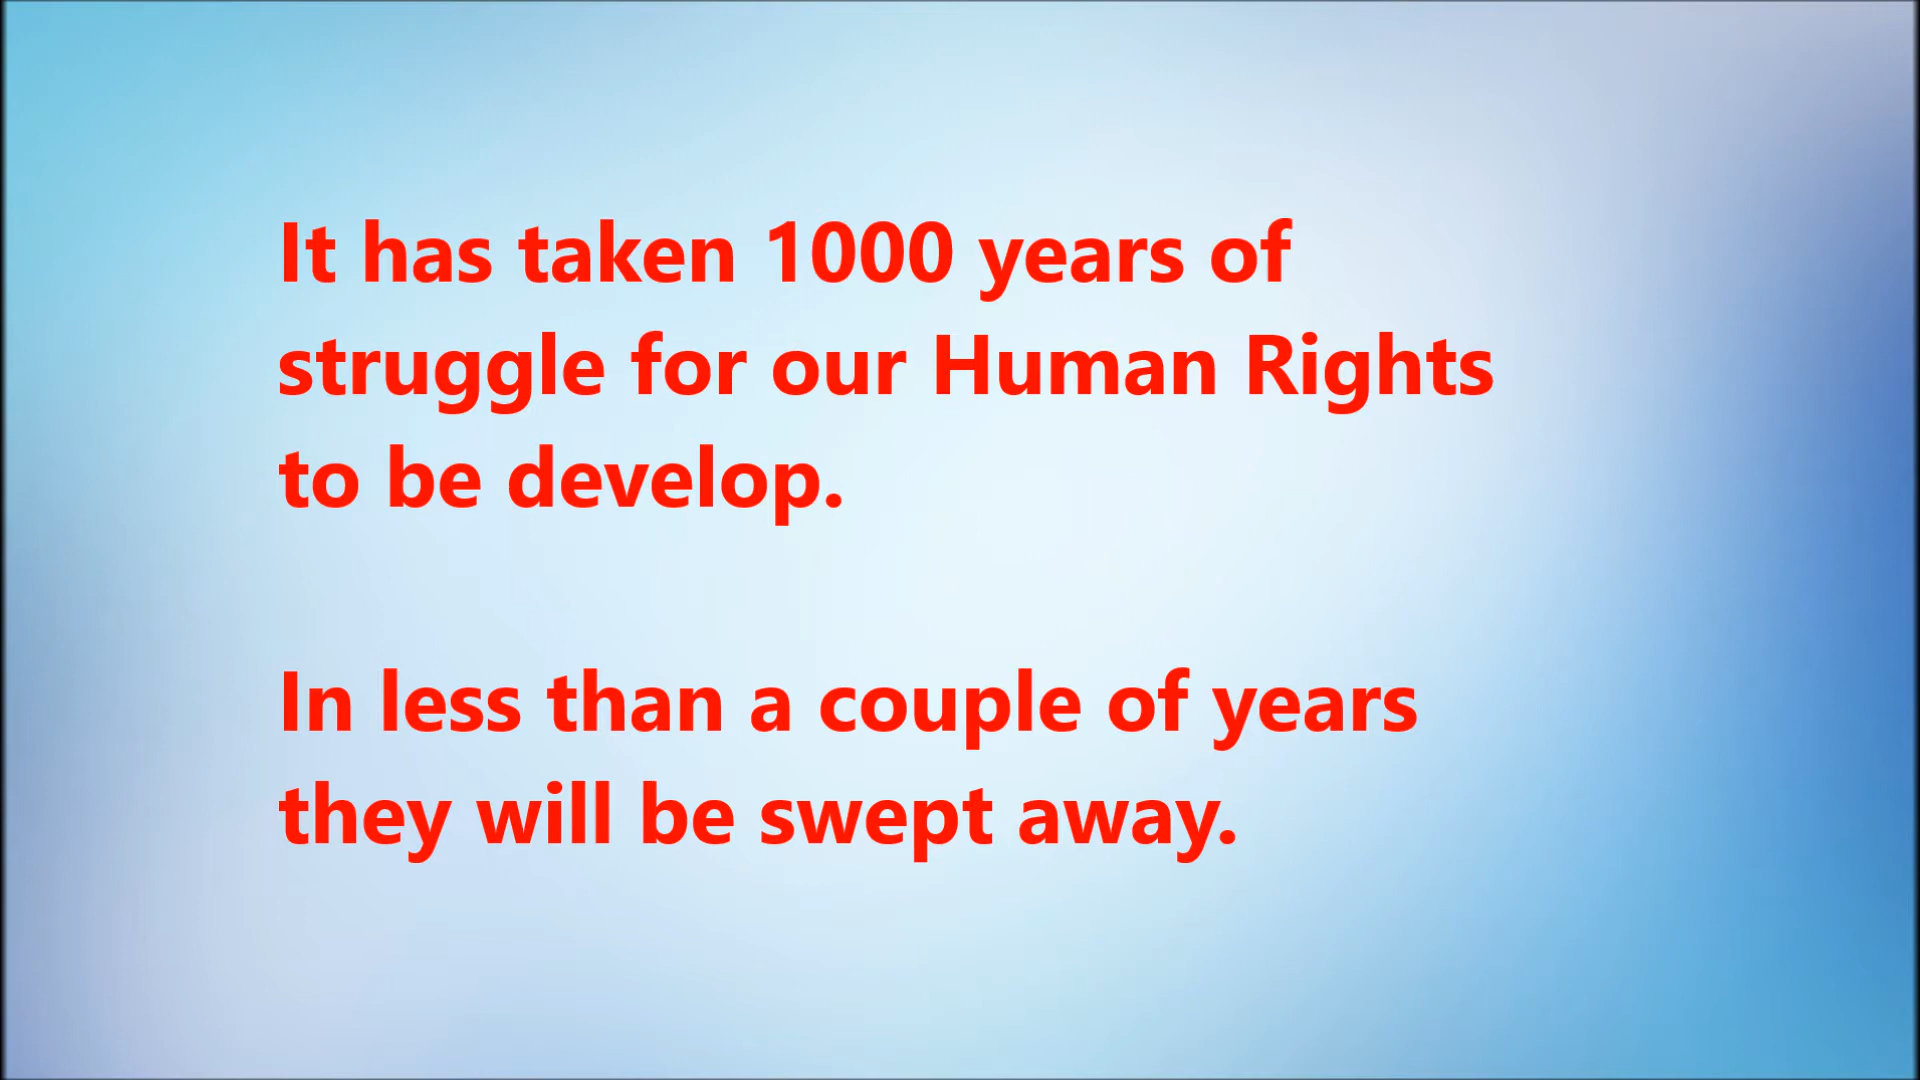 It has taken 1000 years of
struggle for our Human Rights
to be develop.
In less than a couple of years
they will be swept away.